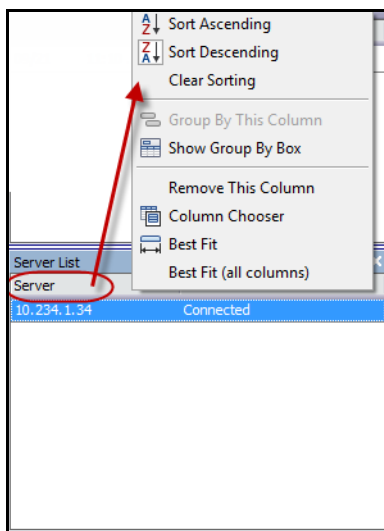 Sort Ascending
Sort Descending
Clear Sorting
Group By This Column
Show Group By Box
Remove This Column
Column Chooser
Best Fit
Best Fit (all columns)
Server List
Server
10.234.1.34 Connected